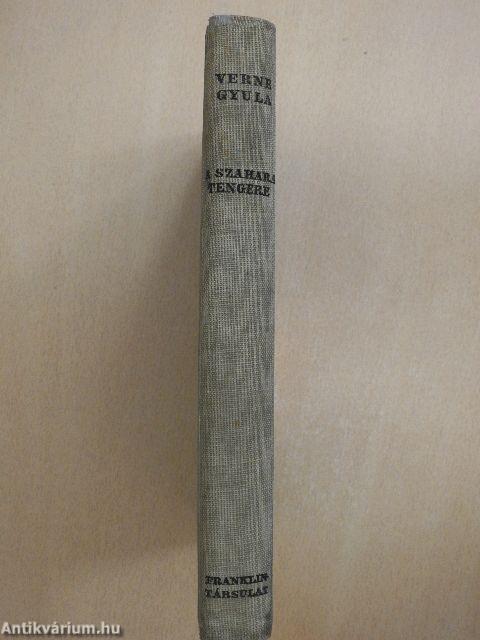 VERNE
GYULA
A SZAHARA
TENGERE
FRANKLIN-
TÁRSULAT
Antikvárium.hu